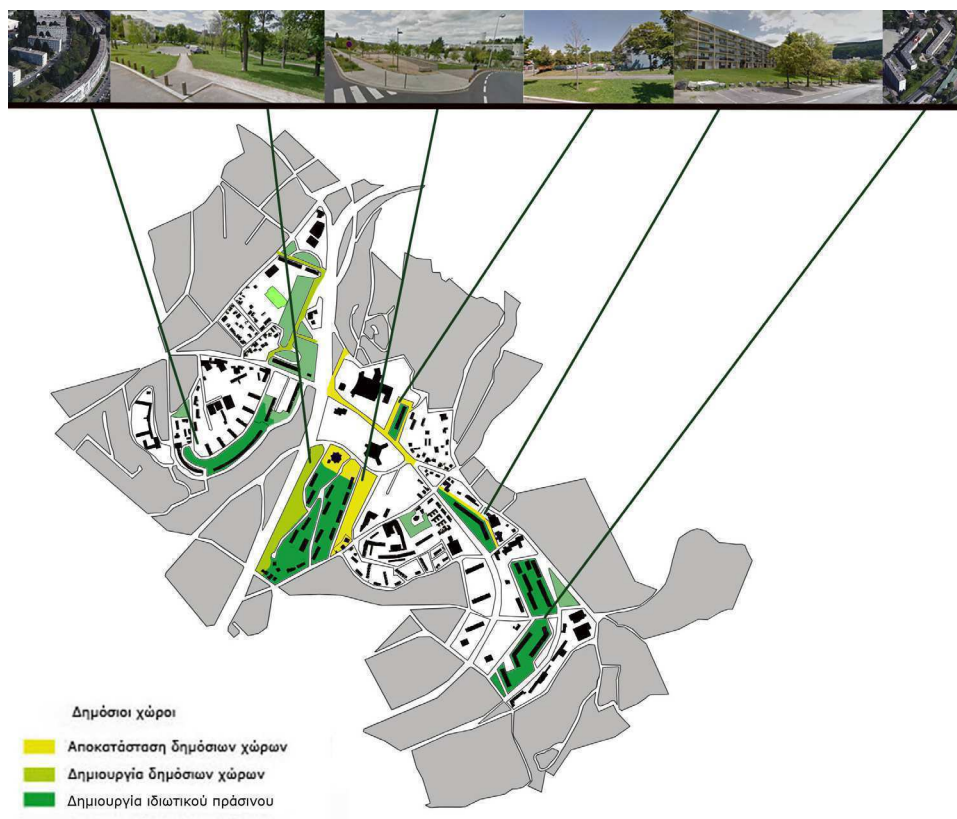 Δημόσιοι χώροι
Αποκατάσταση δημόσιων χώρων
Δημιουργία δημόσιων χώρων
Δημιουργία ιδιωτικού πράσινου